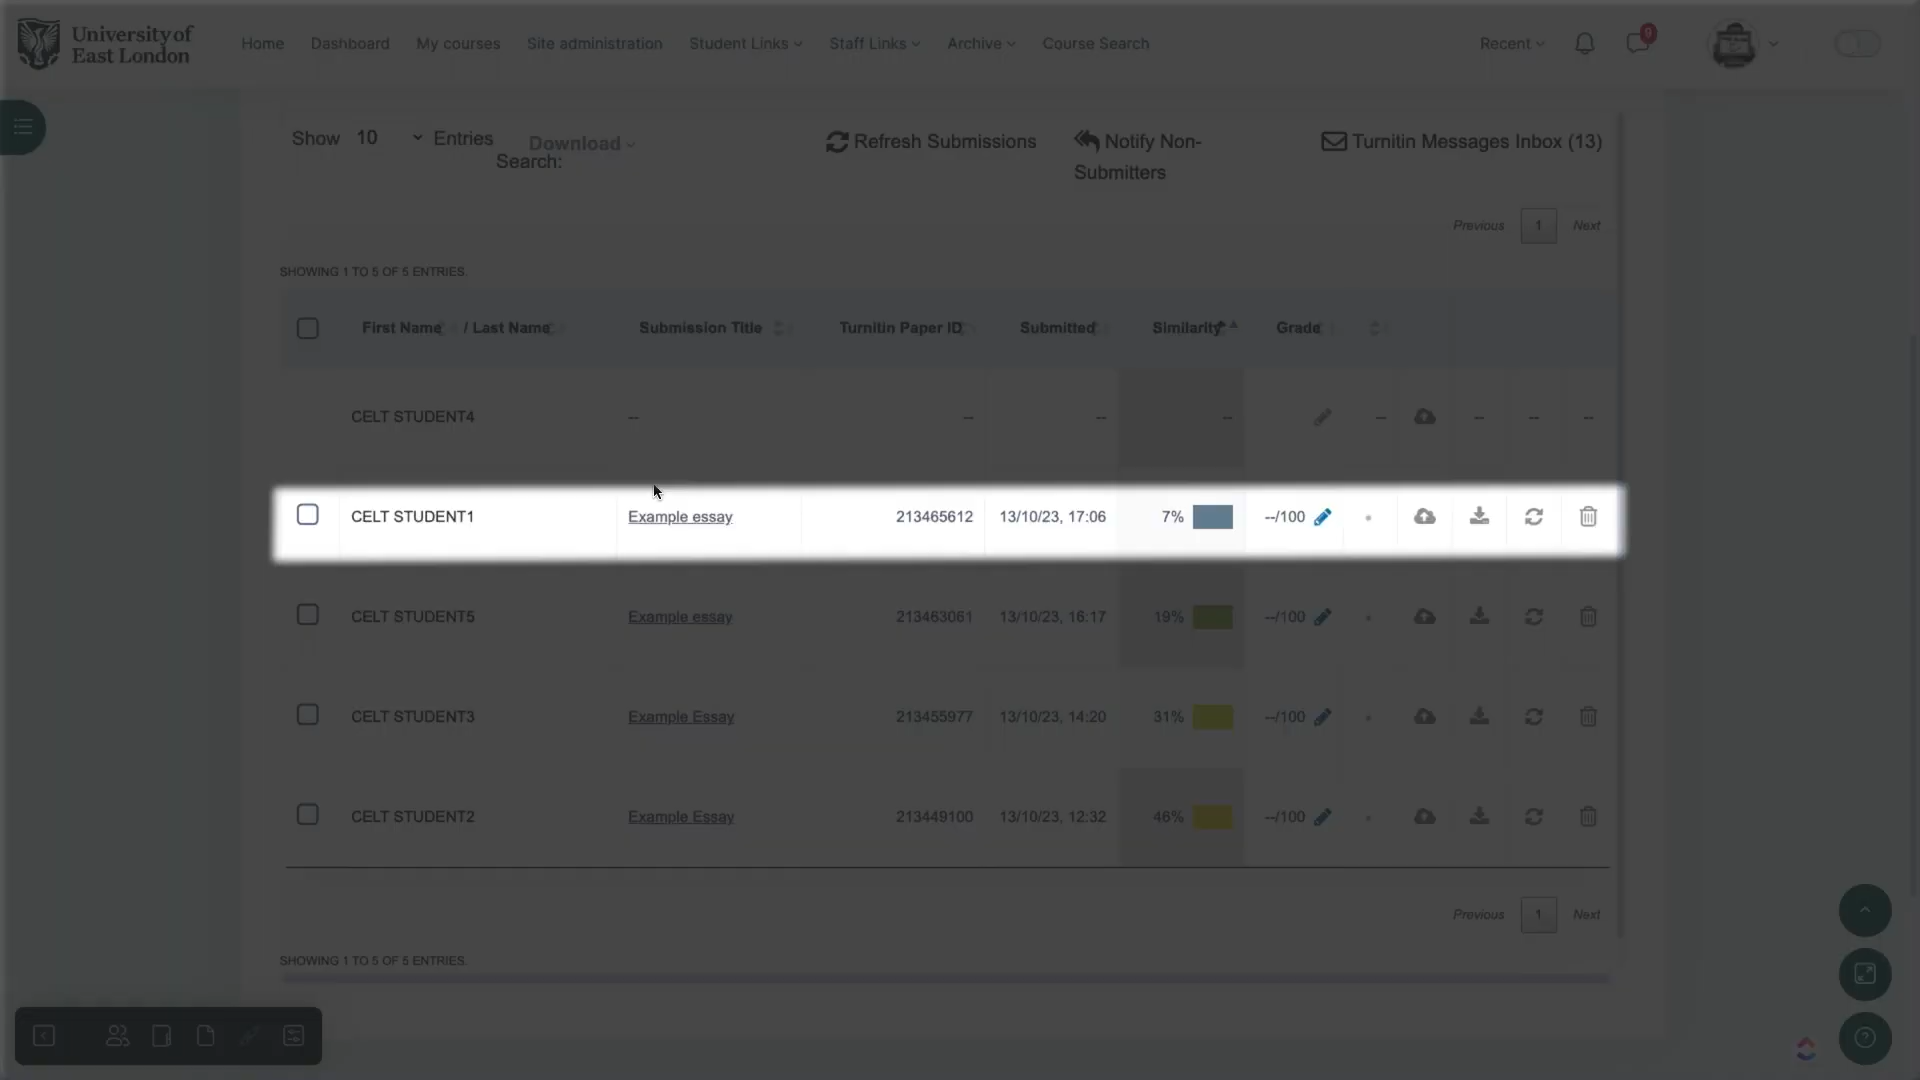 University of
East London
Home Dashboard My courses Site administration Student Links Staff Links Archive Course Search Recent 9
Show 10 Entries Download Refresh Submissions Notify Non-
Submitters Turnitin Messages Inbox (13)
Search:
Previous 1 Next
SHOWING 1 TO 5 OF 5 ENTRIES.
First Name / Last Name Submission Title Turnitin Paper ID Submitted Similarity Grade
CELT STUDENT4 -- -- -- -- -- -- -- --
CELT STUDENT1 Example essay 213465612 13/10/23, 17:06 7% --/100
CELT STUDENT5 Example essay 213463061 13/10/23, 16:17 19% --/100
CELT STUDENT3 Example Essay 213455977 13/10/23, 14:20 31% --/100
CELT STUDENT2 Example Essay 213449100 13/10/23, 12:32 46% --/100
Previous 1 Next
SHOWING 1 TO 5 OF 5 ENTRIES.